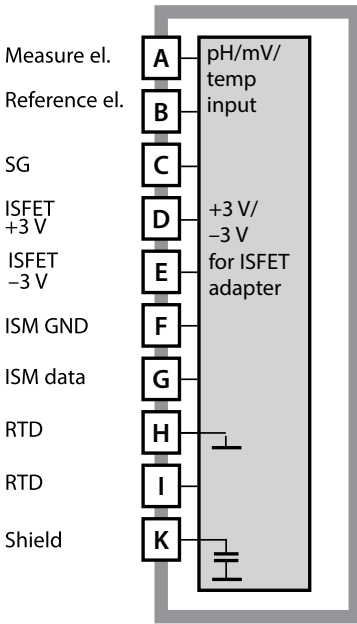 Measure el.
A
pH/mV/
temp
input
Reference el.
B
SG
C
ISFET
+3 V
D
+3 V/
–3 V
for ISFET
adapter
ISFET
–3 V
E
ISM GND
F
ISM data
G
RTD
H
RTD
I
Shield
K